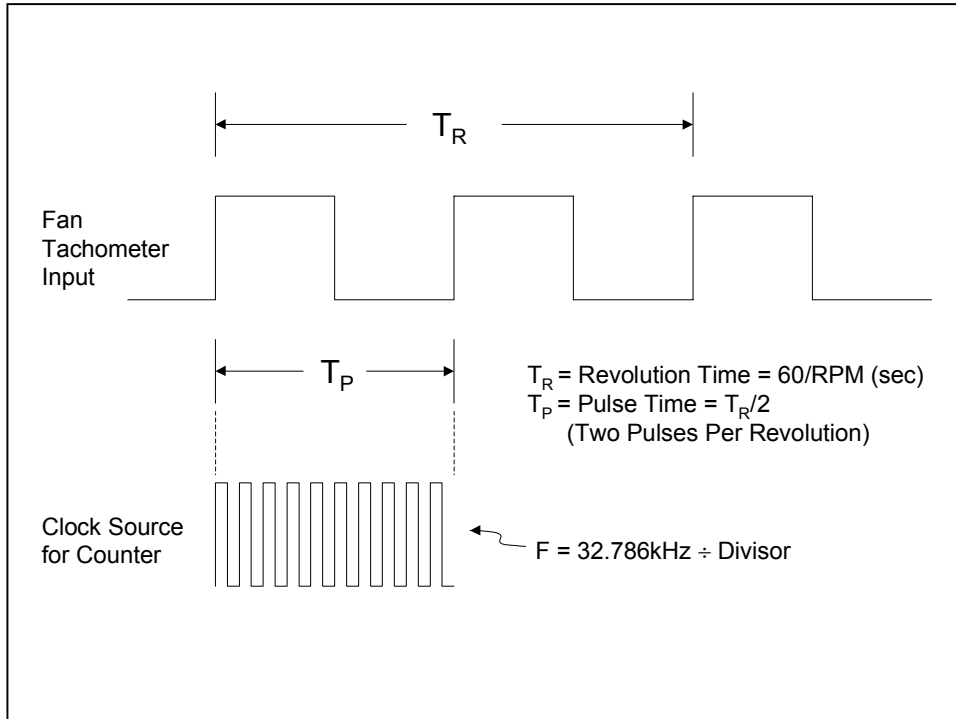 T_R
Fan
Tachometer
Input
T_P
T_R = Revolution Time = 60/RPM (sec)
T_P = Pulse Time = T_R/2
(Two Pulses Per Revolution)
Clock Source
for Counter
F = 32.786kHz ÷ Divisor